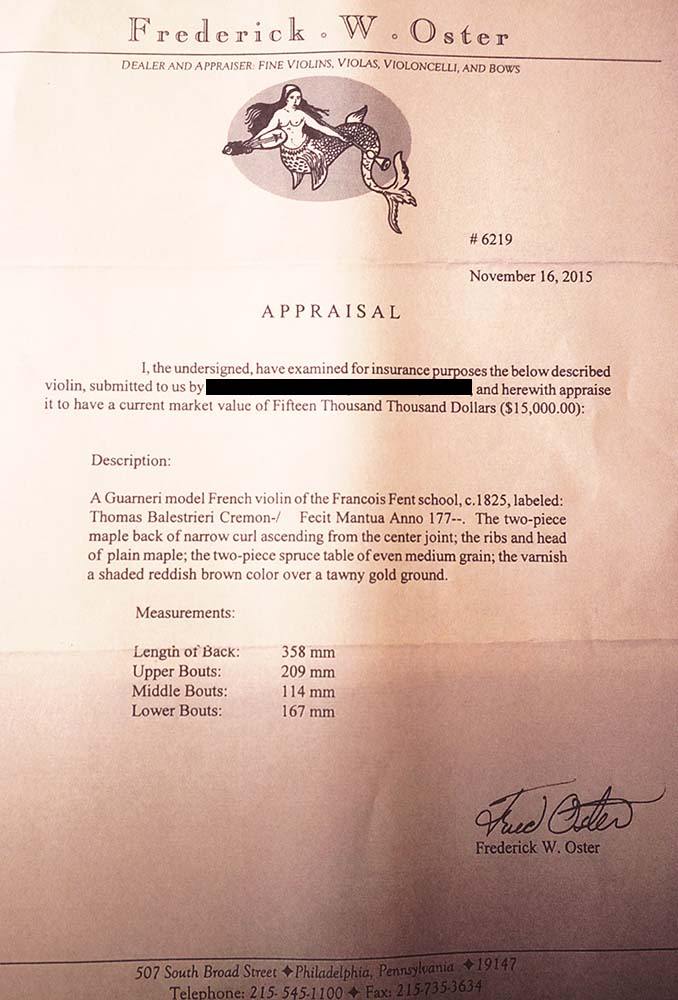 Frederick • W • Oster
DEALER AND APPRAISER: FINE VIOLINS, VIOLAS, VIOLONCELLI, AND BOWS
# 6219
November 16, 2015
APPRAISAL
I, the undersigned, have examined for insurance purposes the below described
violin, submitted to us by and herewith appraise
it to have a current market value of Fifteen Thousand Thousand Dollars ($15,000.00):
Description:
A Guarneri model French violin of the Francois Fent school, c.1825, labeled:
Thomas Balestrieri Cremon-/ Fecit Mantua Anno 177--. The two-piece
maple back of narrow curl ascending from the center joint; the ribs and head
of plain maple; the two-piece spruce table of even medium grain; the varnish
a shaded reddish brown color over a tawny gold ground.
Measurements:
Length of Back: 358 mm
Upper Bouts: 209 mm
Middle Bouts: 114 mm
Lower Bouts: 167 mm
Fred Oster
Frederick W. Oster
507 South Broad Street ✦ Philadelphia, Pennsylvania ✦ 19147
Telephone: 215-545-1100 ✦ Fax: 215-735-3634